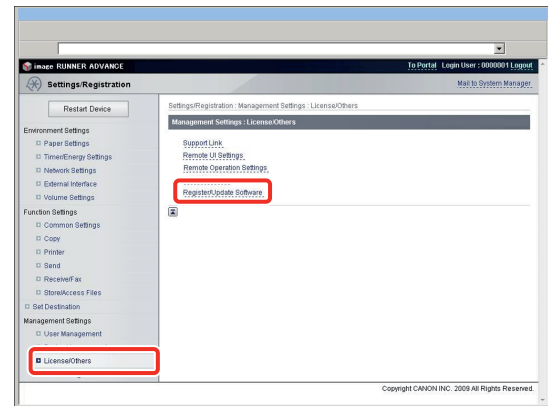 image RUNNER ADVANCE
To Portal Login User : 0000001 Logout
Settings/Registration
Mail to System Manager
Restart Device
Settings/Registration : Management Settings : License/Others
Management Settings : License/Others
Environment Settings
Paper Settings
Timer/Energy Settings
Network Settings
External Interface
Volume Settings
Function Settings
Common Settings
Copy
Printer
Send
Receive/Fax
Store/Access Files
Set Destination
Management Settings
User Management
License/Others
Support Link
Remote UI Settings
Remote Operation Settings
Register/Update Software
Copyright CANON INC. 2009 All Rights Reserved.